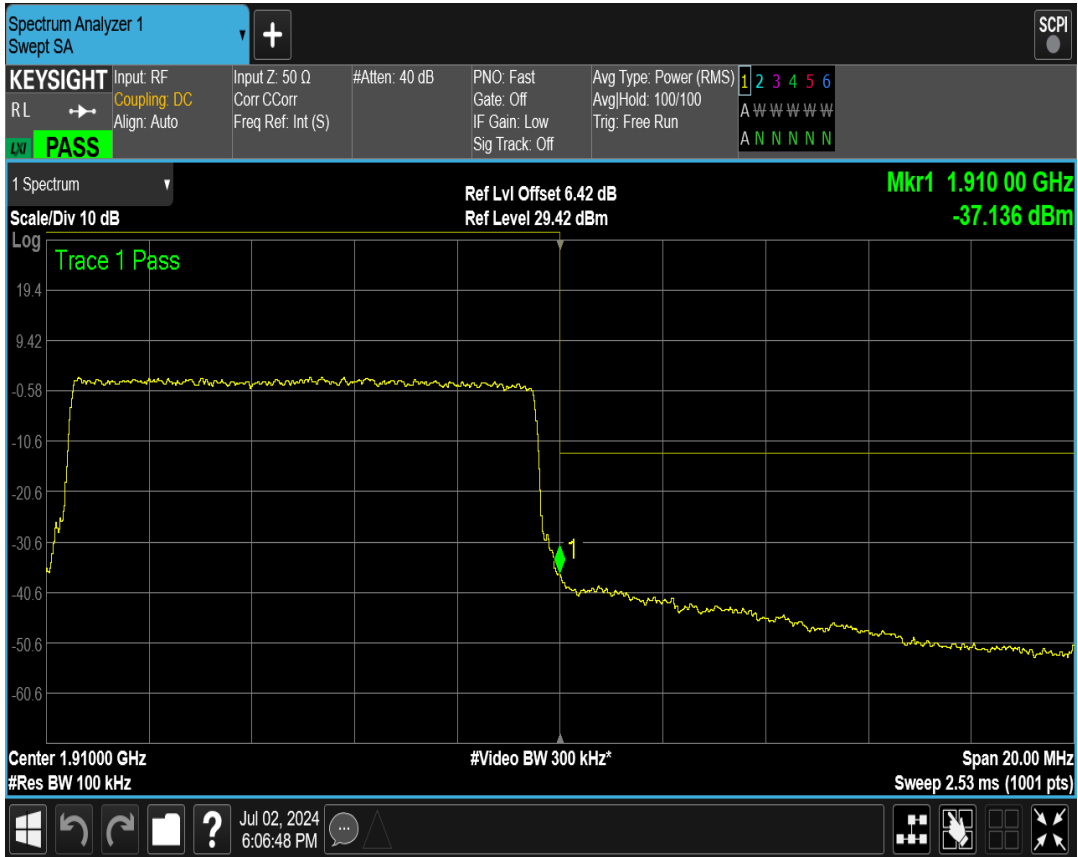 Spectrum Analyzer 1
Swept SA
+
SCPI
KEYSIGHT
RL
LXI PASS
Input: RF
Coupling: DC
Align: Auto
Input Z: 50 Ω
Corr CCorr
Freq Ref: Int (S)
#Atten: 40 dB
PNO: Fast
Gate: Off
IF Gain: Low
Sig Track: Off
Avg Type: Power (RMS)
Avg|Hold: 100/100
Trig: Free Run
1 2 3 4 5 6
A W W W W W
A N N N N N
1 Spectrum
Scale/Div 10 dB
Ref Lvl Offset 6.42 dB
Ref Level 29.42 dBm
Mkr1 1.910 00 GHz
-37.136 dBm
Log
Trace 1 Pass
19.4
9.42
-0.58
-10.6
-20.6
-30.6
1
-40.6
-50.6
-60.6
Center 1.91000 GHz
#Video BW 300 kHz*
Span 20.00 MHz
#Res BW 100 kHz
Sweep 2.53 ms (1001 pts)
?
Jul 02, 2024
6:06:48 PM